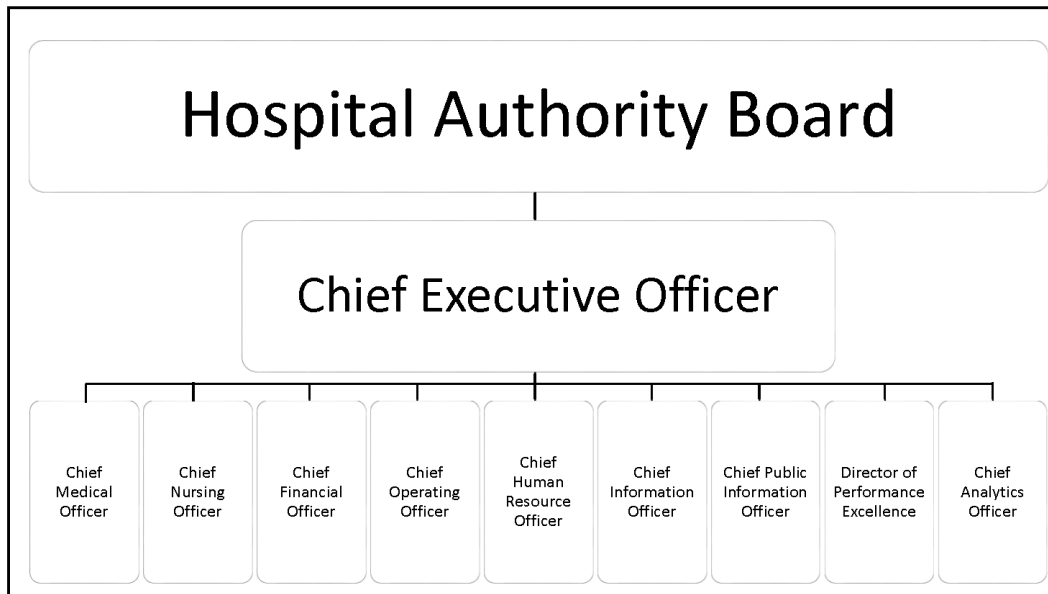 Hospital Authority Board
Chief Executive Officer
Chief
Medical
Officer
Chief
Nursing
Officer
Chief
Financial
Officer
Chief
Operating
Officer
Chief
Human
Resource
Officer
Chief
Information
Officer
Chief Public
Information
Officer
Director of
Performance
Excellence
Chief
Analytics
Officer